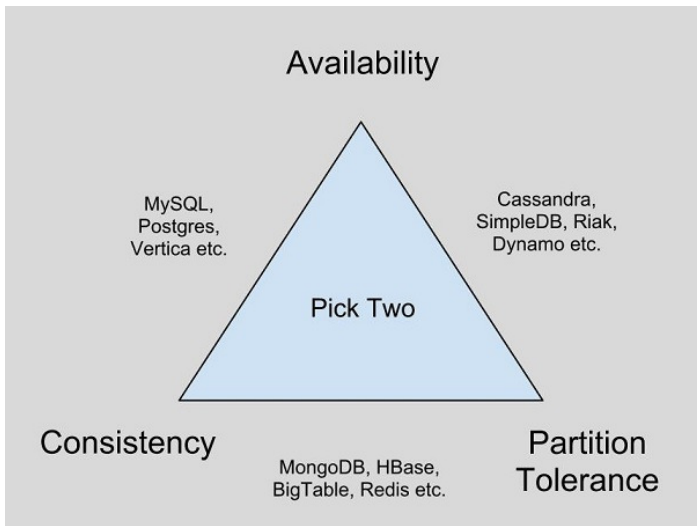 Availability
MySQL,
Postgres,
Vertica etc.
Cassandra,
SimpleDB, Riak,
Dynamo etc.
Pick Two
Consistency
Partition
Tolerance
MongoDB, HBase,
BigTable, Redis etc.